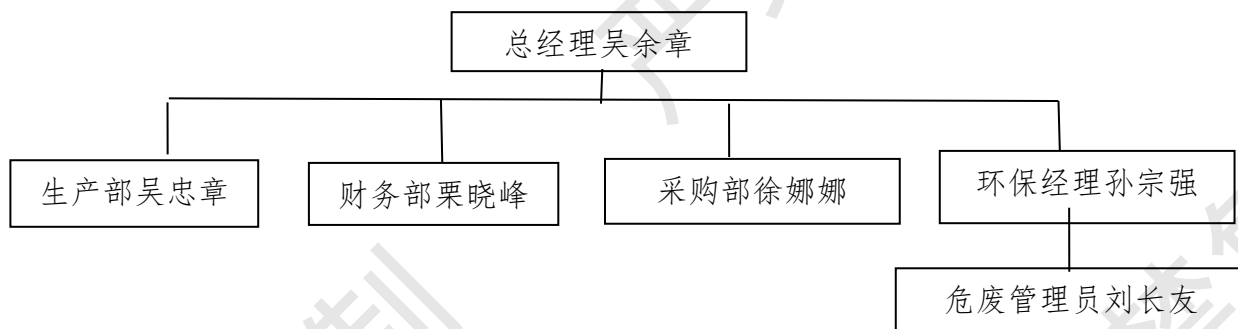 总经理吴余章
生产部吴忠章
财务部栗晓峰
采购部徐娜娜
环保经理孙宗强
危废管理员刘长友